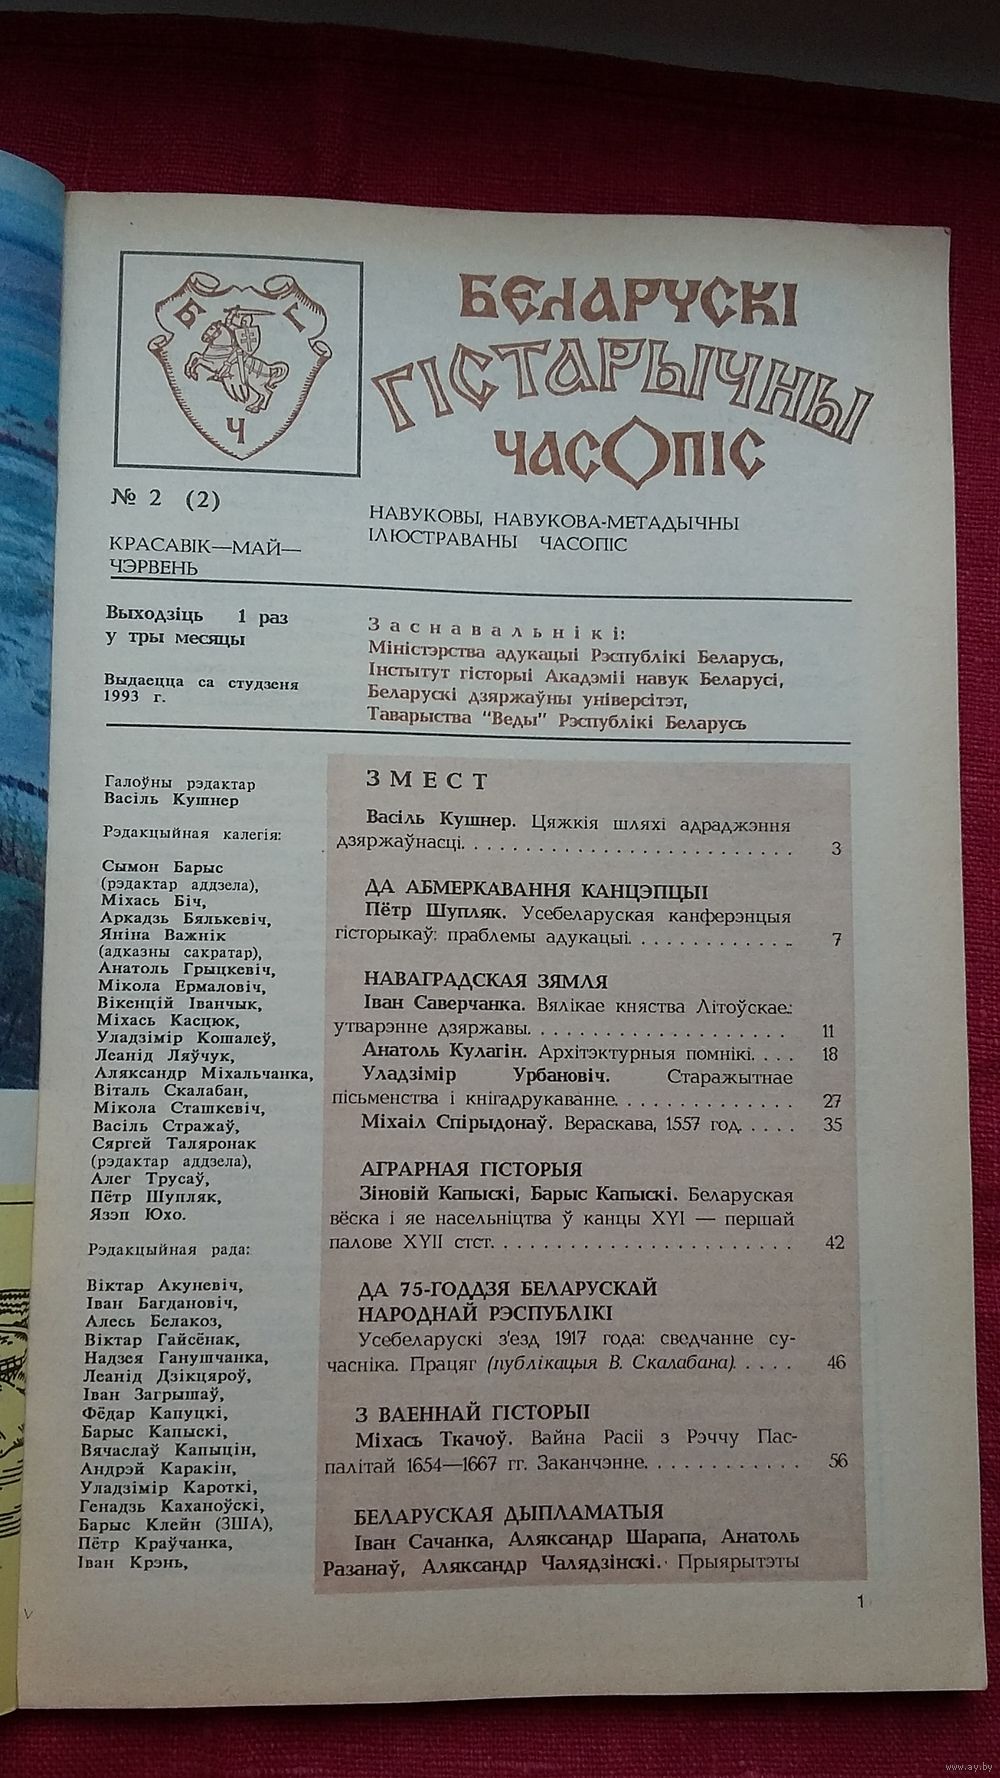 Б Г
Ч
БЕЛАРУСКІ
ГІСТАРЫЧНЫ
ЧАСОПІС
№ 2 (2)
КРАСАВІК—МАЙ—
ЧЭРВЕНЬ
НАВУКОВЫ, НАВУКОВА-МЕТАДЫЧНЫ
ІЛЮСТРАВАНЫ ЧАСОПІС
Выходзіць 1 раз
у тры месяцы
Выдаецца са студзеня
1993 г.
Заснавальнікі:
Міністэрства адукацыі Рэспублікі Беларусь,
Інстытут гісторыі Акадэміі навук Беларусі,
Беларускі дзяржаўны універсітэт,
Таварыства "Веды" Рэспублікі Беларусь
Галоўны рэдактар
Васіль Кушнер
Рэдакцыйная калегія:
Сымон Барыс
(рэдактар аддзела),
Міхась Біч,
Аркадзь Бялькевіч,
Яніна Важнік
(адказны сакратар),
Анатоль Грыцкевіч,
Мікола Ермаловіч,
Вікенцій Іванчык,
Міхась Касцюк,
Уладзімір Кошалеў,
Леанід Ляўчук,
Аляксандр Міхальчанка,
Віталь Скалабан,
Мікола Сташкевіч,
Васіль Стражаў,
Сяргей Таляронак
(рэдактар аддзела),
Алег Трусаў,
Пётр Шупляк,
Язэп Юхо.
Рэдакцыйная рада:
Віктар Акуневіч,
Іван Багдановіч,
Алесь Белакоз,
Віктар Гайсёнак,
Надзея Ганушчанка,
Леанід Дзікцяроў,
Іван Загрышаў,
Фёдар Капуцкі,
Барыс Капыскі,
Вячаслаў Капыцін,
Андрэй Каракін,
Уладзімір Кароткі,
Генадзь Каханоўскі,
Барыс Клейн (ЗША),
Пётр Краўчанка,
Іван Крэнь,
ЗМЕСТ
Васіль Кушнер. Цяжкія шляхі адраджэння
дзяржаўнасці. . . . . . . . . . . . . . . . . . . . . . . . . 3
ДА АБМЕРКАВАННЯ КАНЦЭПЦЫІ
Пётр Шупляк. Усебеларуская канферэнцыя
гісторыкаў: праблемы адукацыі. . . . . . . . . . . . . 7
НАВАГРАДСКАЯ ЗЯМЛЯ
Іван Саверчанка. Вялікае княства Літоўскае:
утварэнне дзяржавы. . . . . . . . . . . . . . . . . . . . 11
Анатоль Кулагін. Архітэктурныя помнікі. . . . 18
Уладзімір Урбановіч. Старажытнае
пісьменства і кнігадрукаванне. . . . . . . . . . . . . . 27
Міхаіл Спірыдонаў. Вераскава, 1557 год. . . . . 35
АГРАРНАЯ ГІСТОРЫЯ
Зіновій Капыскі, Барыс Капыскі. Беларуская
вёска і яе насельніцтва ў канцы XYI — першай
палове XYII стст. . . . . . . . . . . . . . . . . . . . . . . 42
ДА 75-ГОДДЗЯ БЕЛАРУСКАЙ
НАРОДНАЙ РЭСПУБЛІКІ
Усебеларускі з'езд 1917 года: сведчанне су-
часніка. Працяг (публікацыя В. Скалабана). . . . . 46
З ВАЕННАЙ ГІСТОРЫІ
Міхась Ткачоў. Вайна Расіі з Рэччу Пас-
палітай 1654—1667 гг. Заканчэнне. . . . . . . . . . . . 56
БЕЛАРУСКАЯ ДЫПЛАМАТЫЯ
Іван Сачанка, Аляксандр Шарапа, Анатоль
Разанаў, Аляксандр Чалядзінскі. Прыярытэты
1
www.ay.by